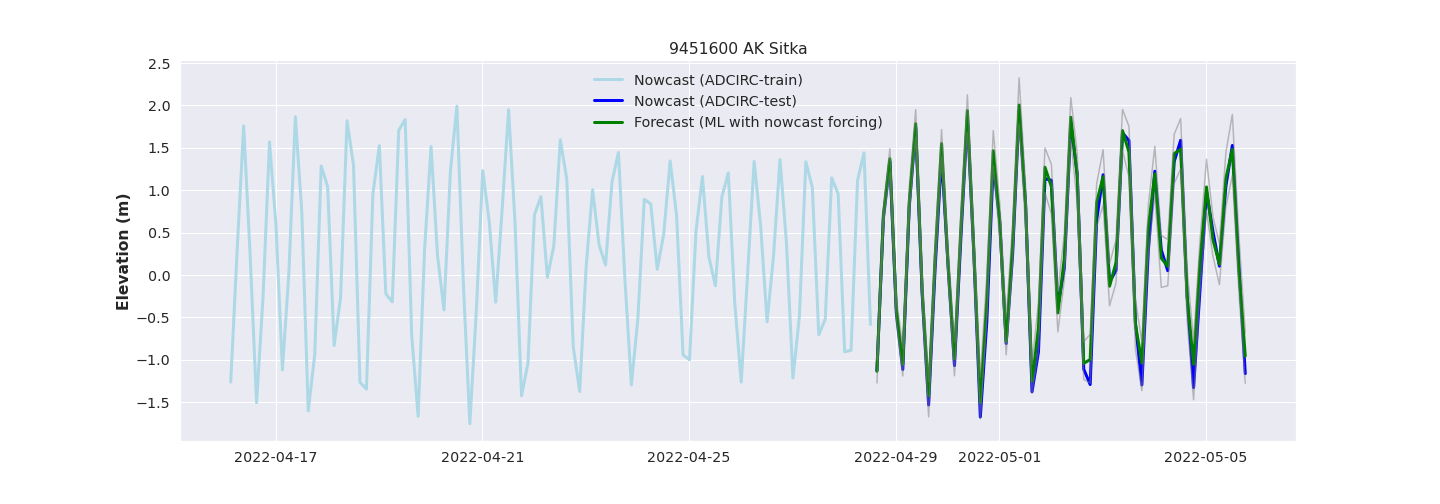 9451600 AK Sitka
Nowcast (ADCIRC-train)
Nowcast (ADCIRC-test)
Forecast (ML with nowcast forcing)
Elevation (m)
2.5
2.0
1.5
1.0
0.5
0.0
−0.5
−1.0
−1.5
2022-04-17 2022-04-21 2022-04-25 2022-04-29 2022-05-01 2022-05-05